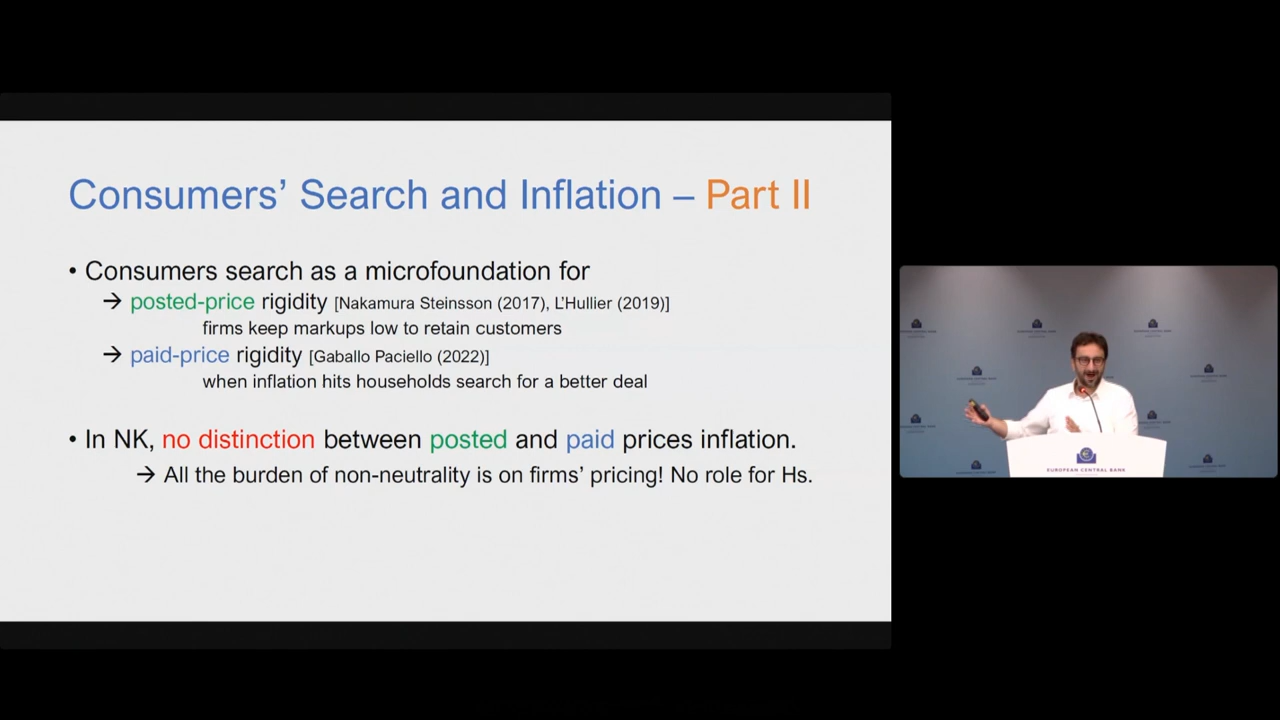 Consumers’ Search and Inflation – Part II
• Consumers search as a microfoundation for
→ posted-price rigidity [Nakamura Steinsson (2017), L’Hullier (2019)]
firms keep markups low to retain customers
→ paid-price rigidity [Gaballo Paciello (2022)]
when inflation hits households search for a better deal
• In NK, no distinction between posted and paid prices inflation.
→ All the burden of non-neutrality is on firms’ pricing! No role for Hs.
EUROPEAN CENTRAL BANK